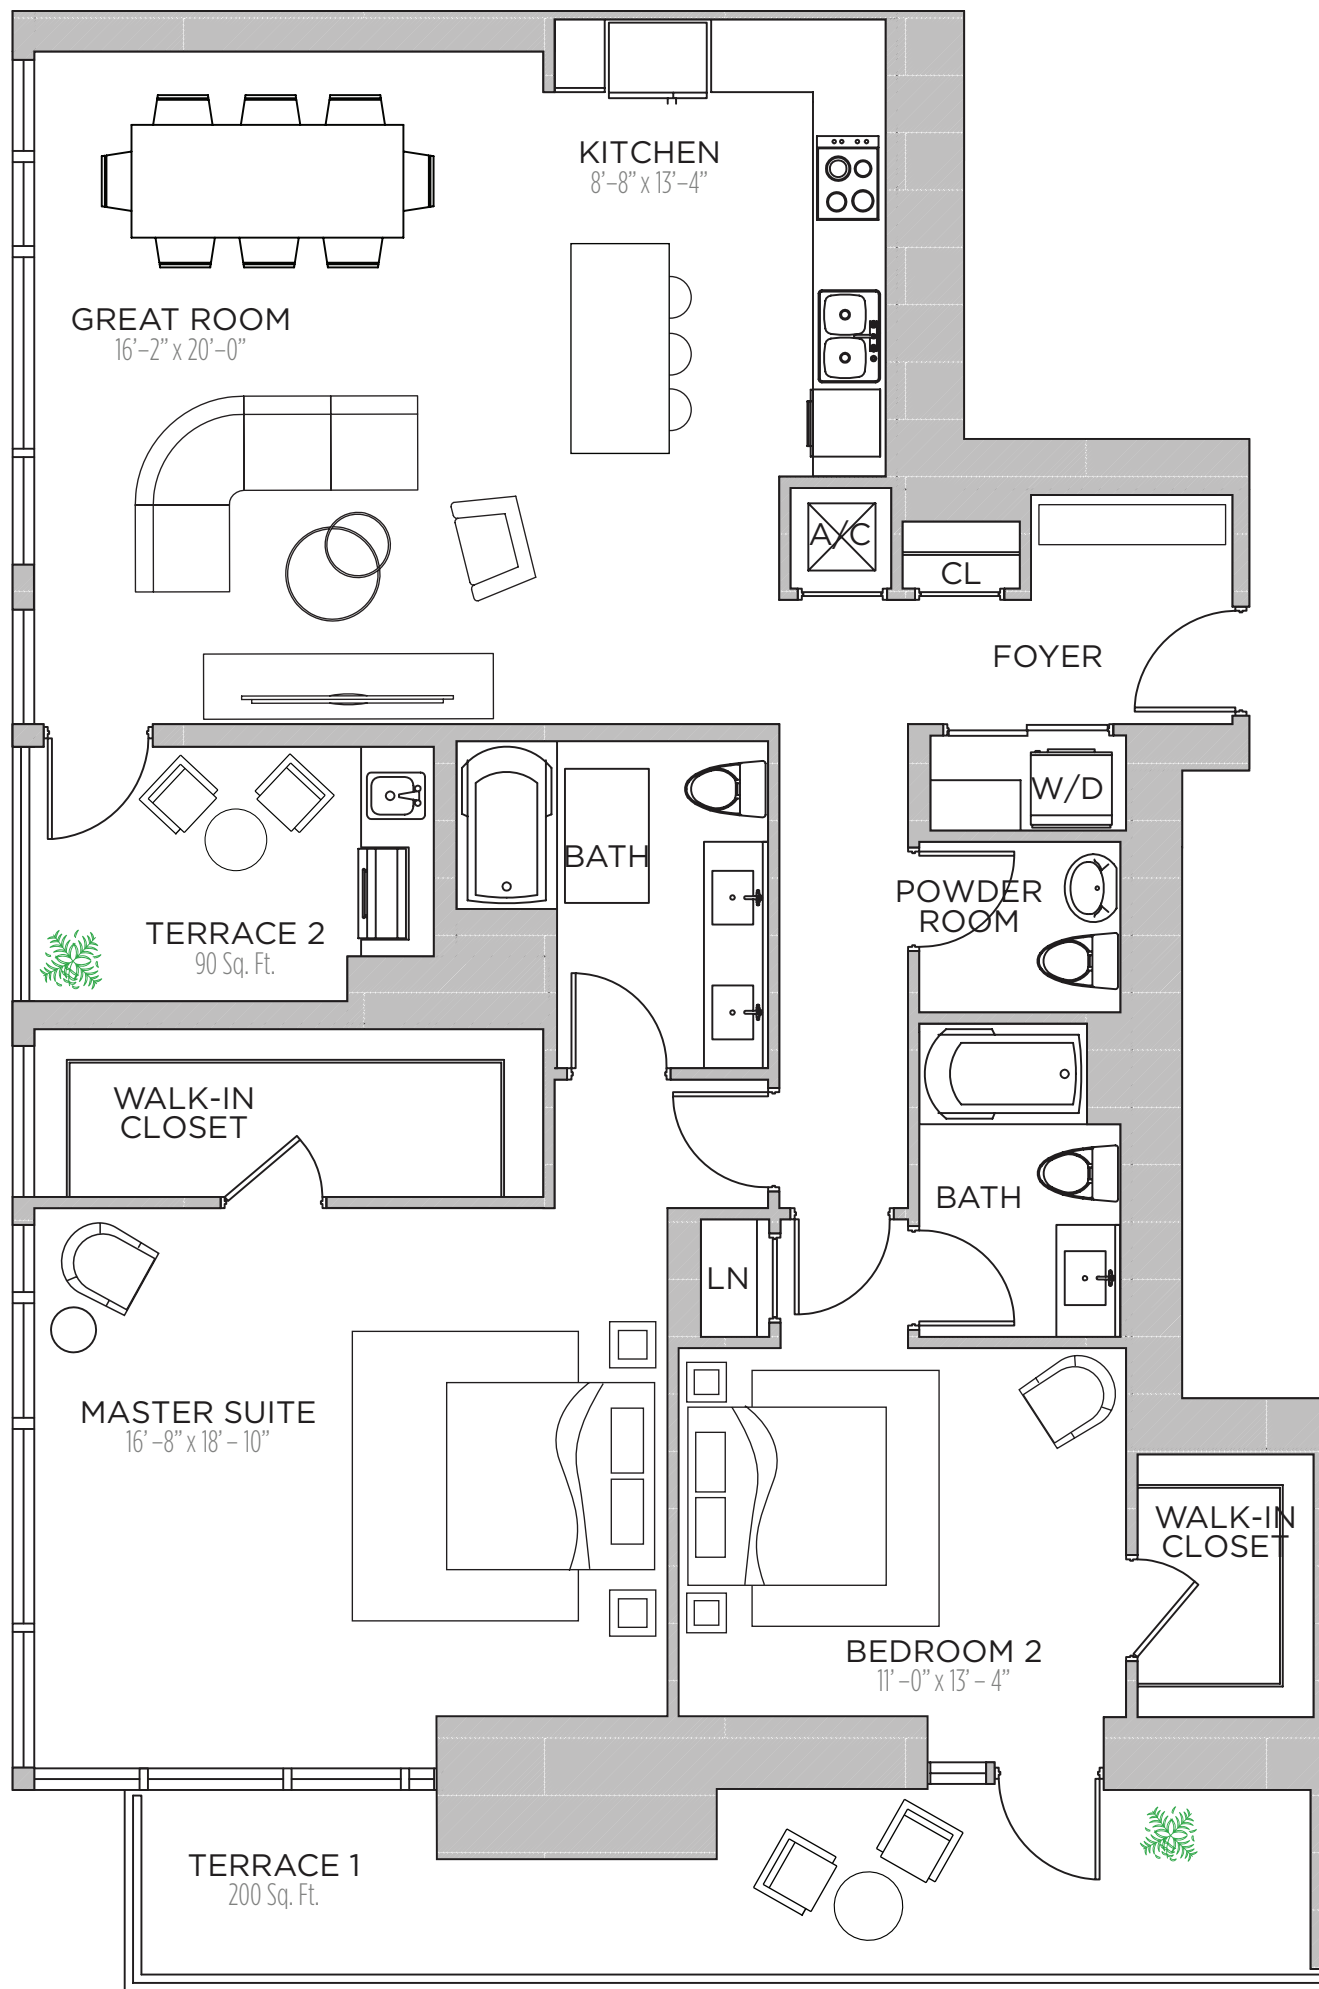 KITCHEN
8’–8” x 13’–4”
GREAT ROOM
16’–2” x 20’–0”
A/C
CL
FOYER
W/D
BATH
POWDER
ROOM
TERRACE 2
90 Sq. Ft.
WALK-IN
CLOSET
BATH
LN
MASTER SUITE
16’ –8” x 18’ – 10”
WALK-IN
CLOSET
BEDROOM 2
11’ –0” x 13’ – 4”
TERRACE 1
200 Sq. Ft.